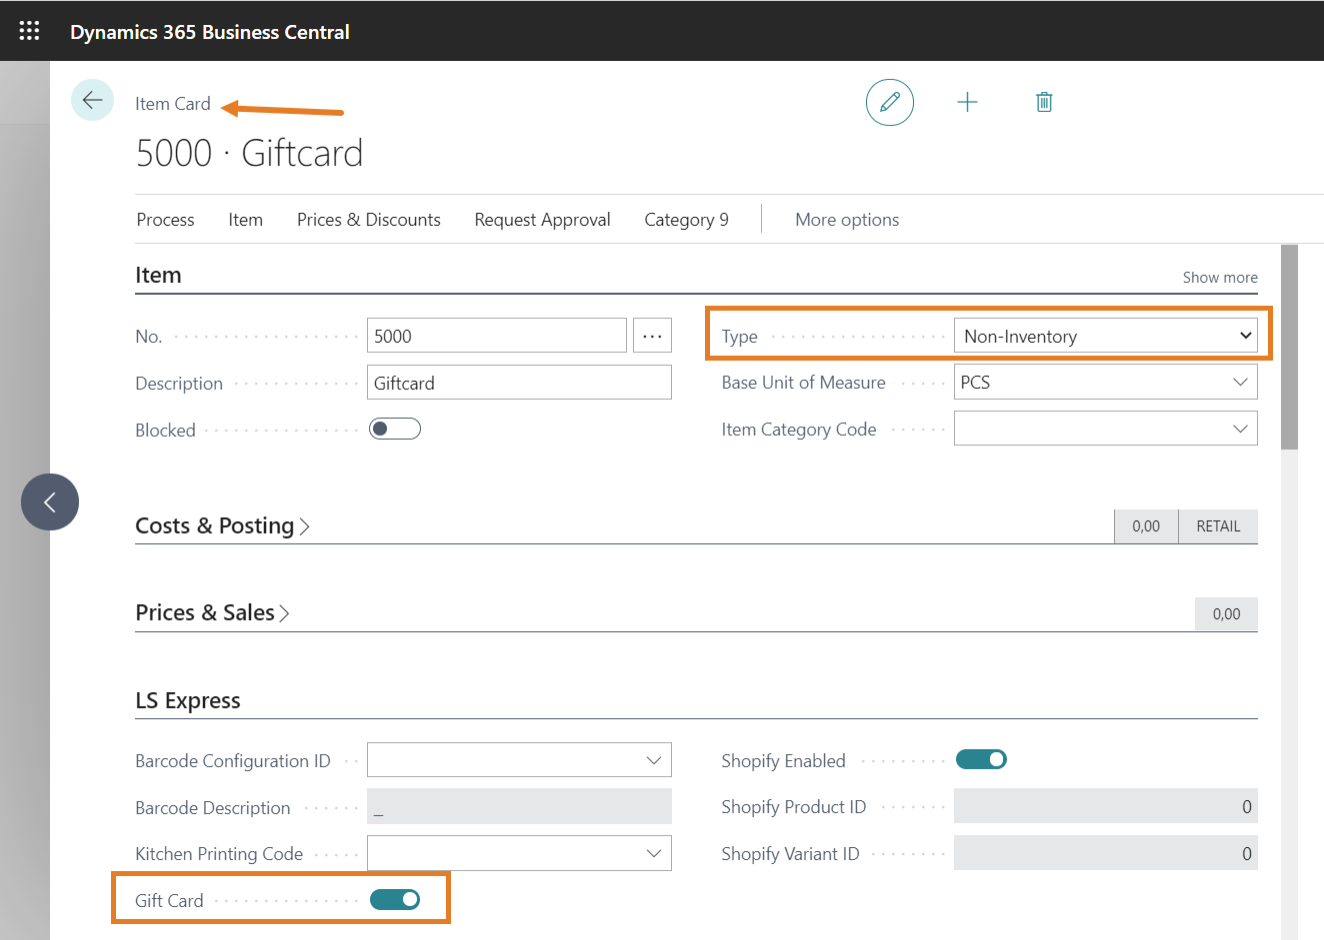 Dynamics 365 Business Central
Item Card
5000 · Giftcard
Process Item Prices & Discounts Request Approval Category 9 More options
Item Show more
No. 5000 ... Type Non-Inventory
Description Giftcard Base Unit of Measure PCS
Blocked Item Category Code
Costs & Posting 0,00 RETAIL
Prices & Sales 0,00
LS Express
Barcode Configuration ID Shopify Enabled
Barcode Description _ Shopify Product ID 0
Kitchen Printing Code Shopify Variant ID 0
Gift Card